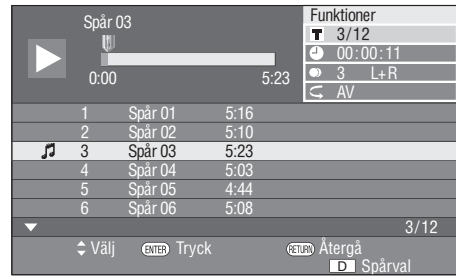 Spår 03
0:00 5:23
Funktioner
T 3/12
00:00:11
3 L+R
AV
1 Spår 01 5:16
2 Spår 02 5:10
3 Spår 03 5:23
4 Spår 04 5:03
5 Spår 05 4:44
6 Spår 06 5:08
3/12
Välj ENTER Tryck RETURN Återgå
D Spårval